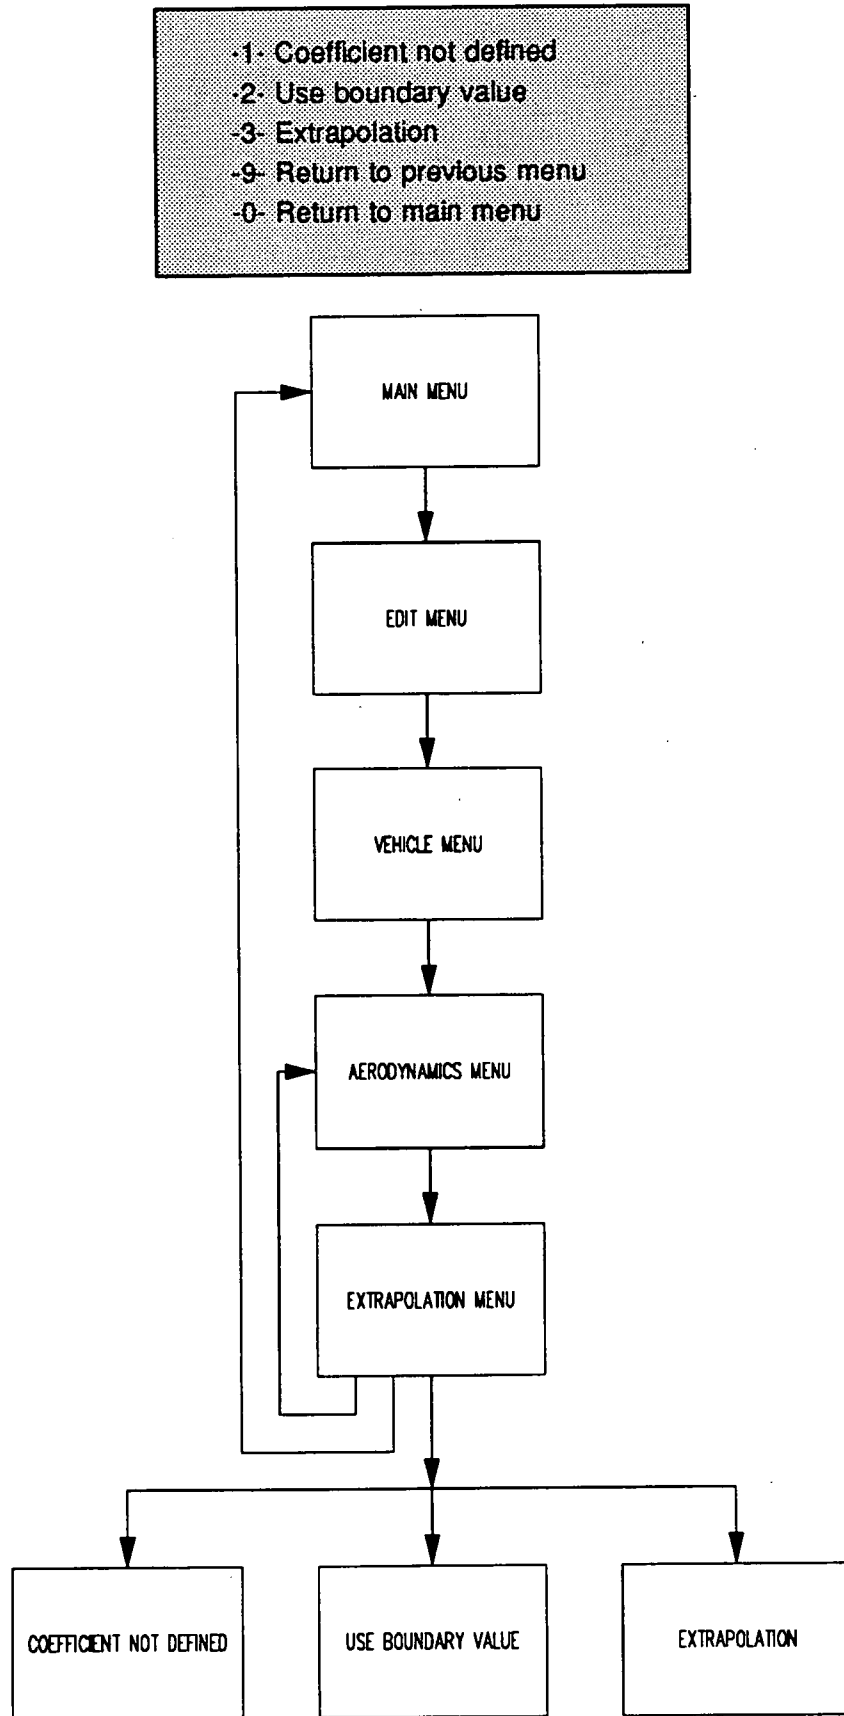 -1- Coefficient not defined
-2- Use boundary value
-3- Extrapolation
-9- Return to previous menu
-0- Return to main menu
MAIN MENU
EDIT MENU
VEHICLE MENU
AERODYNAMICS MENU
EXTRAPOLATION MENU
COEFFICIENT NOT DEFINED
USE BOUNDARY VALUE
EXTRAPOLATION